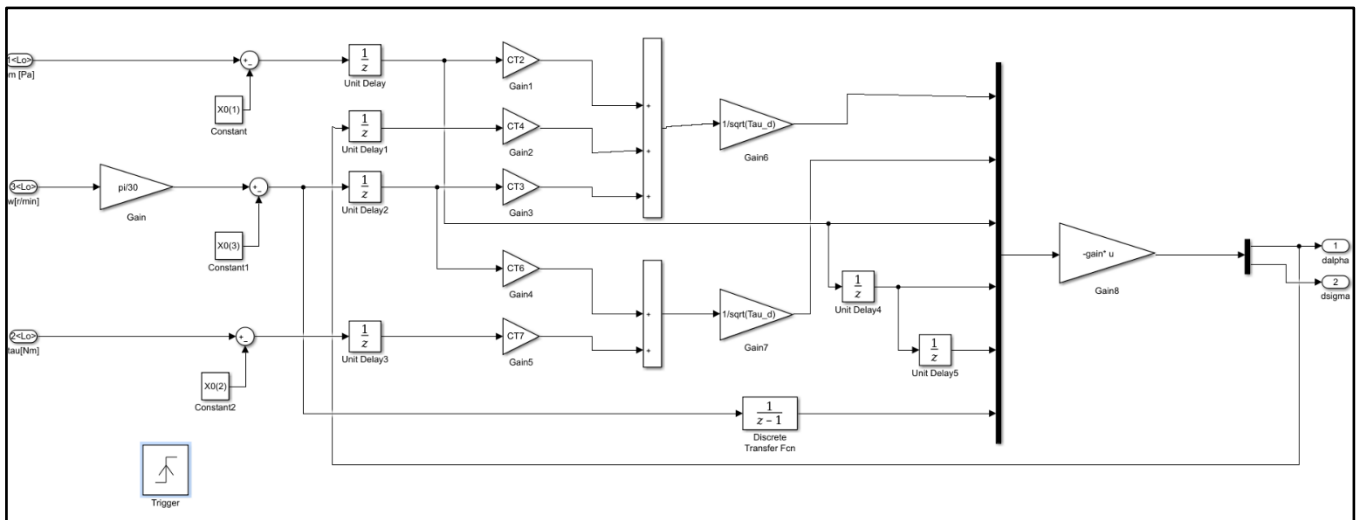 1<Lo>
m [Pa]
X0(1)
Constant
1
z
Unit Delay
CT2
Gain1
1
z
Unit Delay1
CT4
Gain2
3<Lo>
w[r/min]
pi/30
Gain
X0(3)
Constant1
1
z
Unit Delay2
CT3
Gain3
+
+
+
1/sqrt(Tau_d)
Gain6
CT6
Gain4
2<Lo>
tau[Nm]
X0(2)
Constant2
1
z
Unit Delay3
CT7
Gain5
+
+
1/sqrt(Tau_d)
Gain7
1
z
Unit Delay4
1
z
Unit Delay5
1
z − 1
Discrete
Transfer Fcn
-gain* u
Gain8
1
dalpha
2
dsigma
Trigger